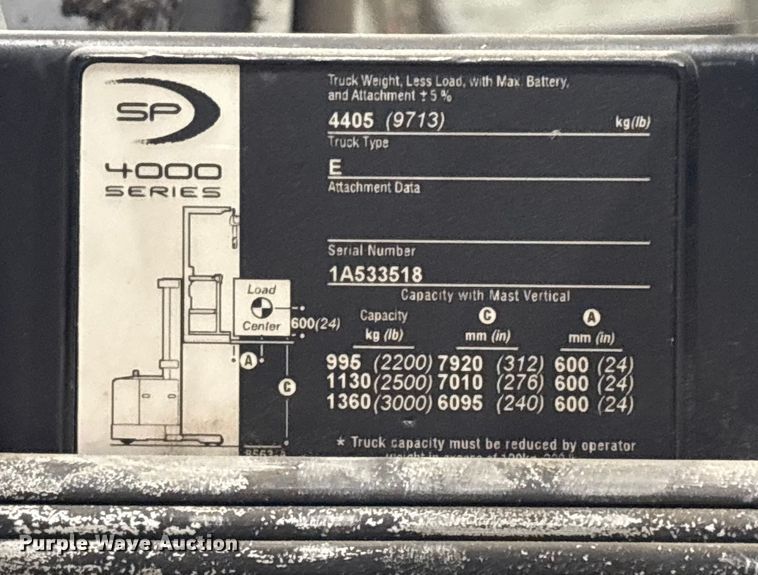 SP
4000
SERIES
Truck Weight, Less Load, with Max. Battery,
and Attachment ± 5 %
4405 (9713) kg(lb)
Truck Type
E
Attachment Data
Serial Number
1A533518
Capacity with Mast Vertical
Capacity C A
kg (lb) mm (in) mm (in)
995 (2200) 7920 (312) 600 (24)
1130 (2500) 7010 (276) 600 (24)
1360 (3000) 6095 (240) 600 (24)
Load
Center
600(24)
A
C
* Truck capacity must be reduced by operator
Purple Wave Auction